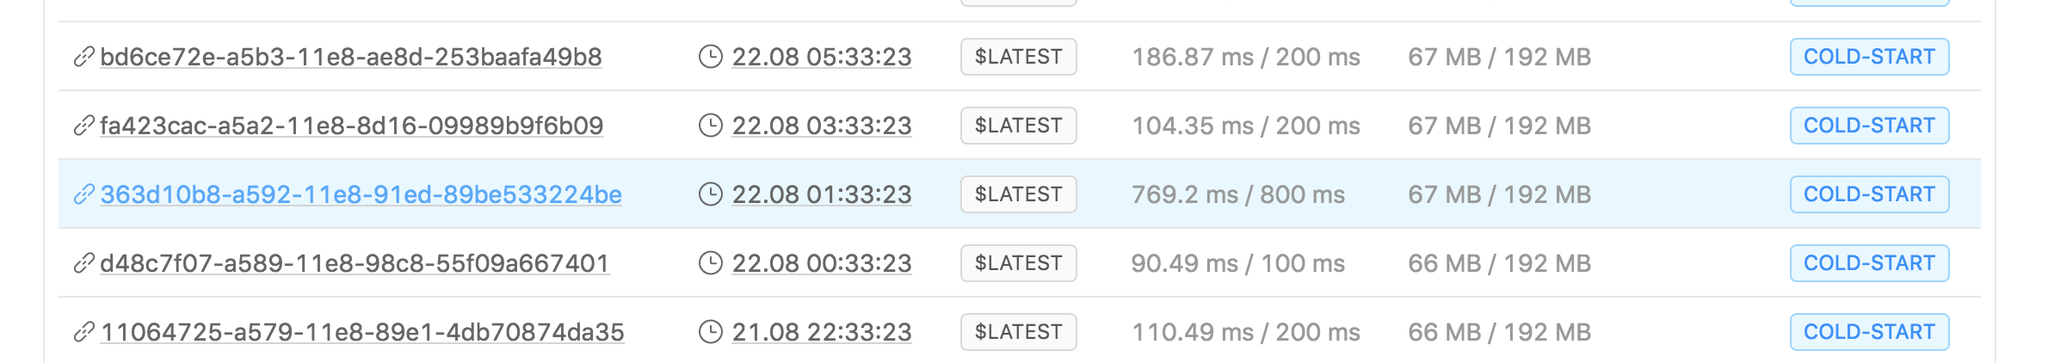 bd6ce72e-a5b3-11e8-ae8d-253baafa49b8 22.08 05:33:23 $LATEST 186.87 ms / 200 ms 67 MB / 192 MB COLD-START
fa423cac-a5a2-11e8-8d16-09989b9f6b09 22.08 03:33:23 $LATEST 104.35 ms / 200 ms 67 MB / 192 MB COLD-START
363d10b8-a592-11e8-91ed-89be533224be 22.08 01:33:23 $LATEST 769.2 ms / 800 ms 67 MB / 192 MB COLD-START
d48c7f07-a589-11e8-98c8-55f09a667401 22.08 00:33:23 $LATEST 90.49 ms / 100 ms 66 MB / 192 MB COLD-START
11064725-a579-11e8-89e1-4db70874da35 21.08 22:33:23 $LATEST 110.49 ms / 200 ms 66 MB / 192 MB COLD-START